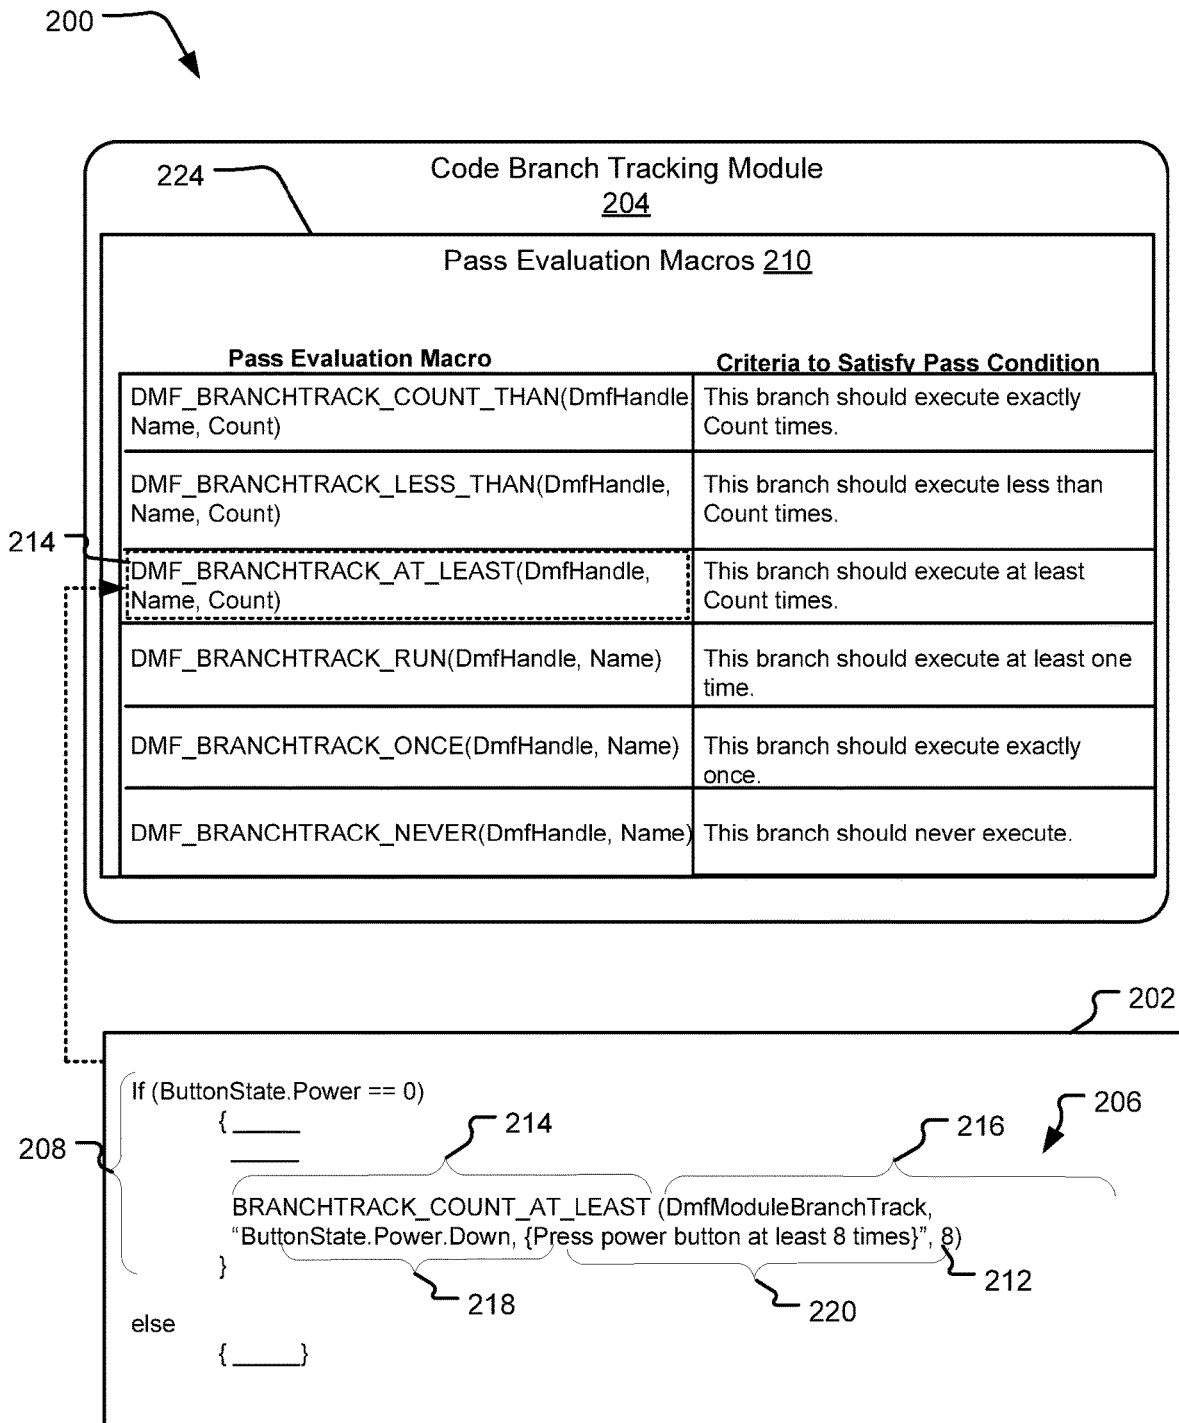 200
224
Code Branch Tracking Module
204
Pass Evaluation Macros 210
Pass Evaluation Macro
Criteria to Satisfy Pass Condition
DMF_BRANCHTRACK_COUNT_THAN(DmfHandle,
Name, Count)
This branch should execute exactly
Count times.
DMF_BRANCHTRACK_LESS_THAN(DmfHandle,
Name, Count)
This branch should execute less than
Count times.
214
DMF_BRANCHTRACK_AT_LEAST(DmfHandle,
Name, Count)
This branch should execute at least
Count times.
DMF_BRANCHTRACK_RUN(DmfHandle, Name)
This branch should execute at least one
time.
DMF_BRANCHTRACK_ONCE(DmfHandle, Name)
This branch should execute exactly
once.
DMF_BRANCHTRACK_NEVER(DmfHandle, Name)
This branch should never execute.
202
If (ButtonState.Power == 0)
{ _____
_____
206
208
214
216
BRANCHTRACK_COUNT_AT_LEAST (DmfModuleBranchTrack,
“ButtonState.Power.Down, {Press power button at least 8 times}”, 8)
}
218
220
212
else
{ _____}